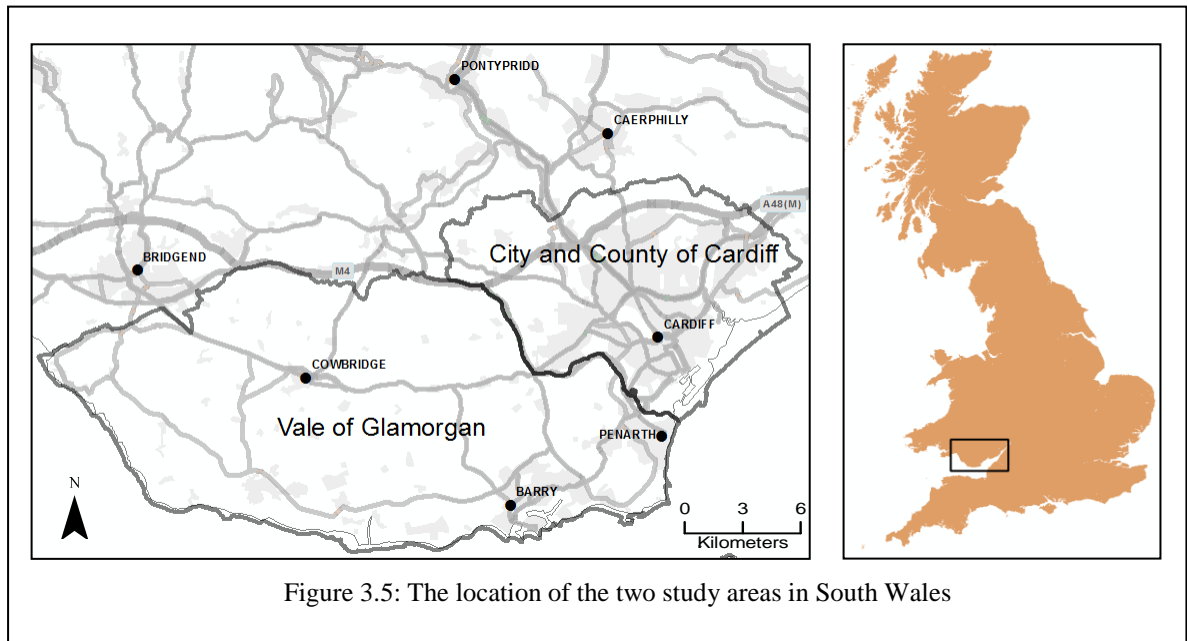 PONTYPRIDD
CAERPHILLY
A48(M)
City and County of Cardiff
BRIDGEND
M4
CARDIFF
COWBRIDGE
Vale of Glamorgan
PENARTH
BARRY
N
0 3 6
Kilometers
Figure 3.5: The location of the two study areas in South Wales